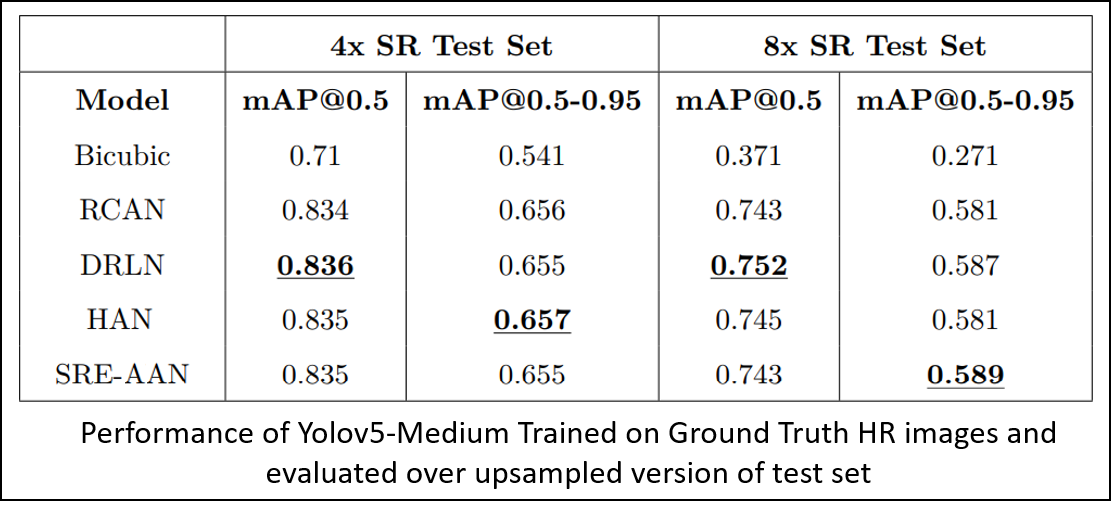 4x SR Test Set 8x SR Test Set
Model mAP@0.5 mAP@0.5-0.95 mAP@0.5 mAP@0.5-0.95
Bicubic 0.71 0.541 0.371 0.271
RCAN 0.834 0.656 0.743 0.581
DRLN 0.836 0.655 0.752 0.587
HAN 0.835 0.657 0.745 0.581
SRE-AAN 0.835 0.655 0.743 0.589
Performance of Yolov5-Medium Trained on Ground Truth HR images and
evaluated over upsampled version of test set